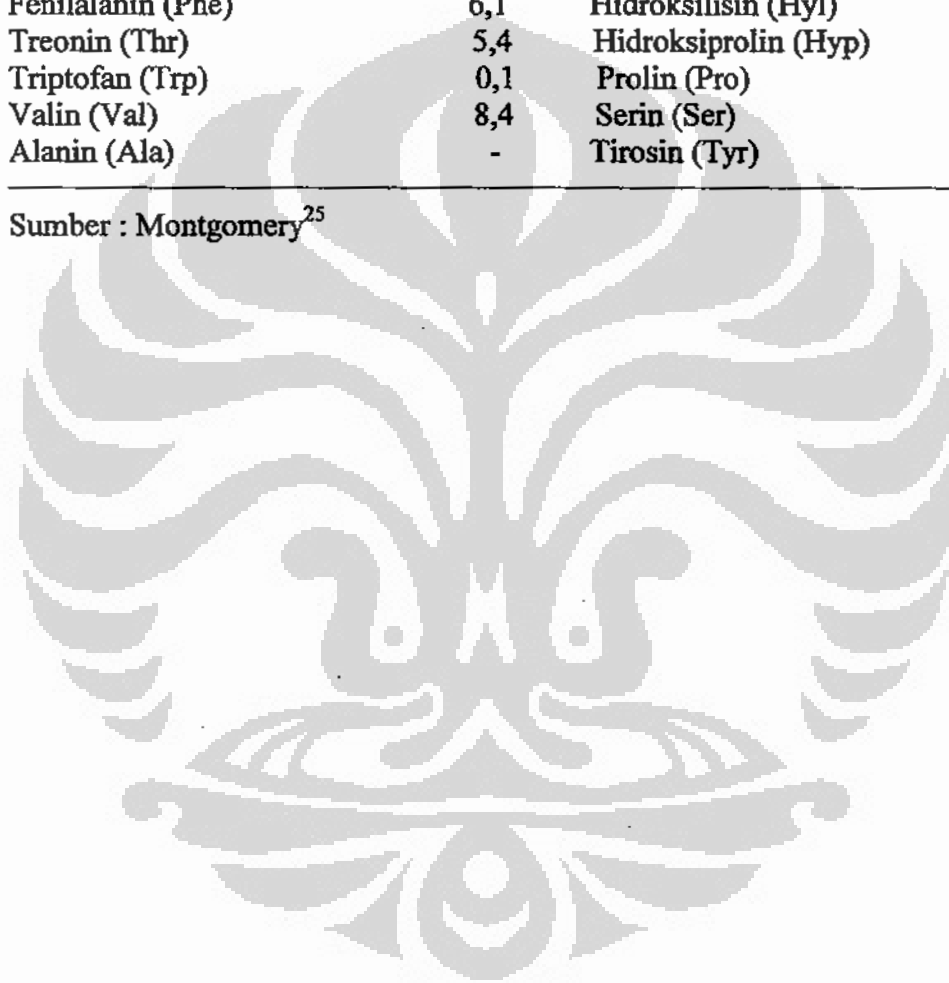 Fenilalanin (Phe) 6,1 Hidroksilisin (Hyl)
Treonin (Thr) 5,4 Hidroksiprolin (Hyp)
Triptofan (Trp) 0,1 Prolin (Pro)
Valin (Val) 8,4 Serin (Ser)
Alanin (Ala) - Tirosin (Tyr)
Sumber : Montgomery25